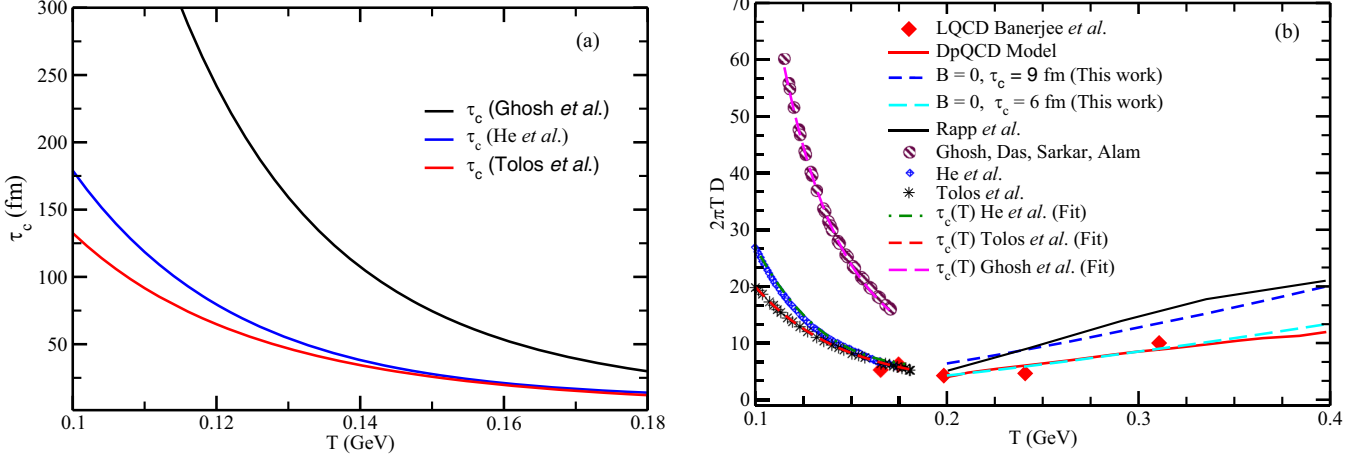 300
250
200
150
100
50
0.1
0.12
0.14
0.16
0.18
T (GeV)
τc (fm)
(a)
τc (Ghosh et al.)
τc (He et al.)
τc (Tolos et al.)
70
60
50
40
30
20
10
0
0.1
0.2
0.3
0.4
T (GeV)
2πT D
(b)
LQCD Banerjee et al.
DpQCD Model
B = 0, τc = 9 fm (This work)
B = 0, τc = 6 fm (This work)
Rapp et al.
Ghosh, Das, Sarkar, Alam
He et al.
Tolos et al.
τc(T) He et al. (Fit)
τc(T) Tolos et al. (Fit)
τc(T) Ghosh et al. (Fit)